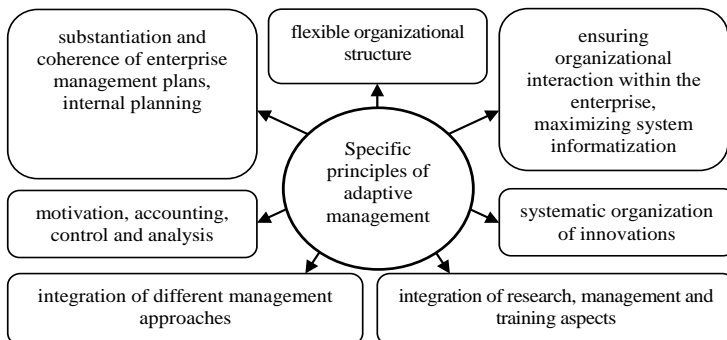 substantiation and
coherence of enterprise
management plans,
internal planning
flexible organizational
structure
ensuring
organizational
interaction within the
enterprise,
maximizing system
informatization
Specific
principles of
adaptive
management
motivation, accounting,
control and analysis
systematic organization
of innovations
integration of different management
approaches
integration of research, management and
training aspects